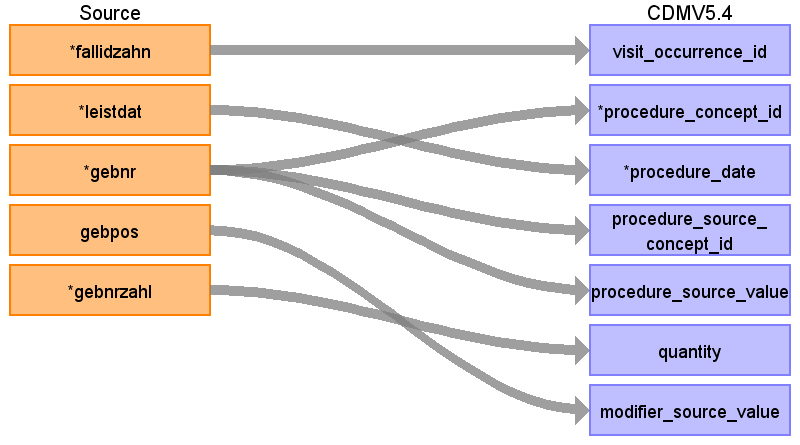 Source
CDMV5.4
*fallidzahn
visit_occurrence_id
*leistdat
*procedure_concept_id
*gebnr
*procedure_date
gebpos
procedure_source_
concept_id
*gebnrzahl
procedure_source_value
quantity
modifier_source_value